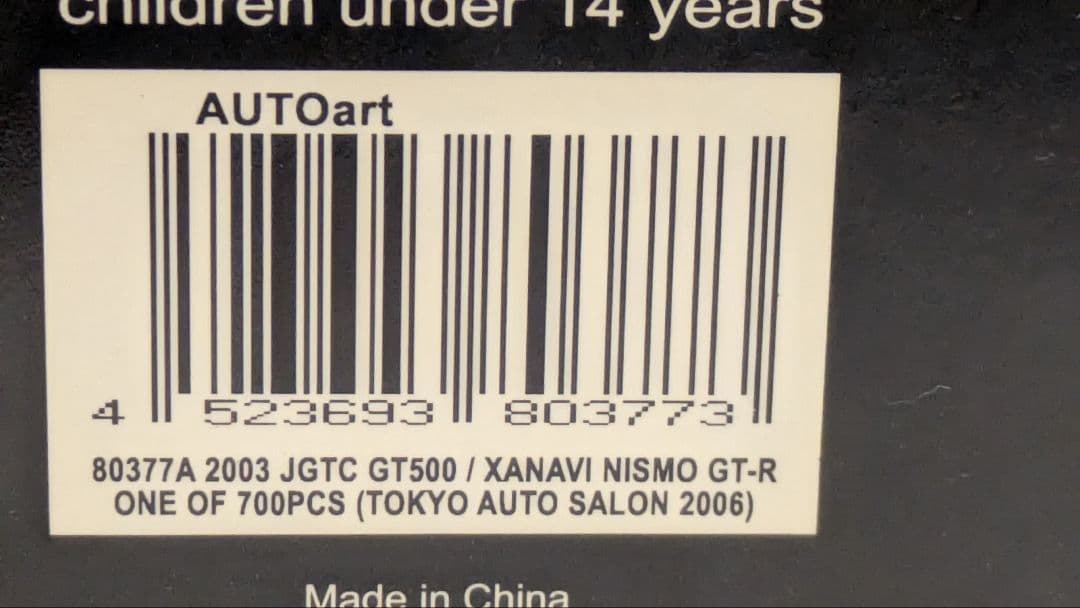 children under 14 years
AUTOart
4 523693 803773
80377A 2003 JGTC GT500 / XANAVI NISMO GT-R
ONE OF 700PCS (TOKYO AUTO SALON 2006)
Made in China